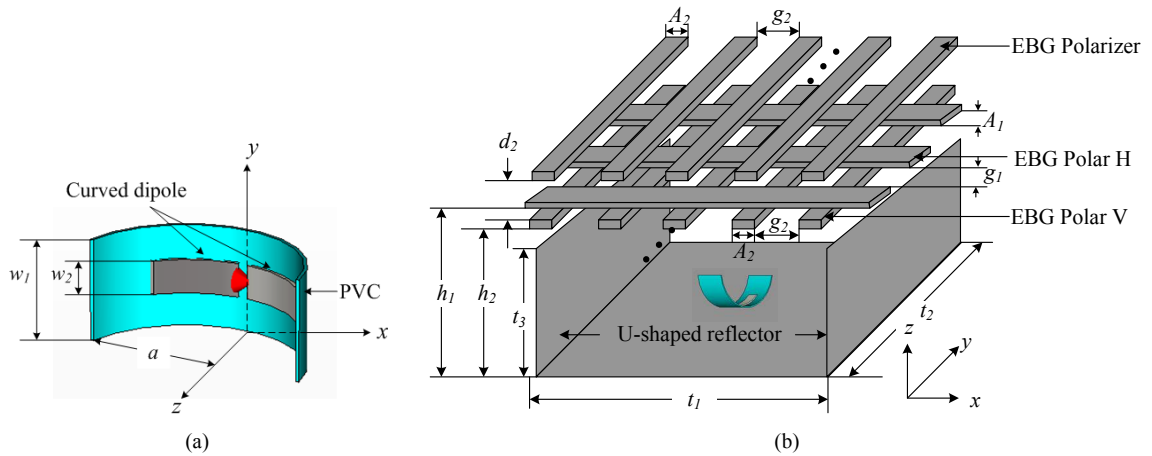 y
Curved dipole
w1
w2
PVC
a
x
z
(a)
A2
g2
EBG Polarizer
A1
d2
EBG Polar H
g1
EBG Polar V
g2
A2
h1
h2
t3
U-shaped reflector
t2
z
y
x
t1
(b)